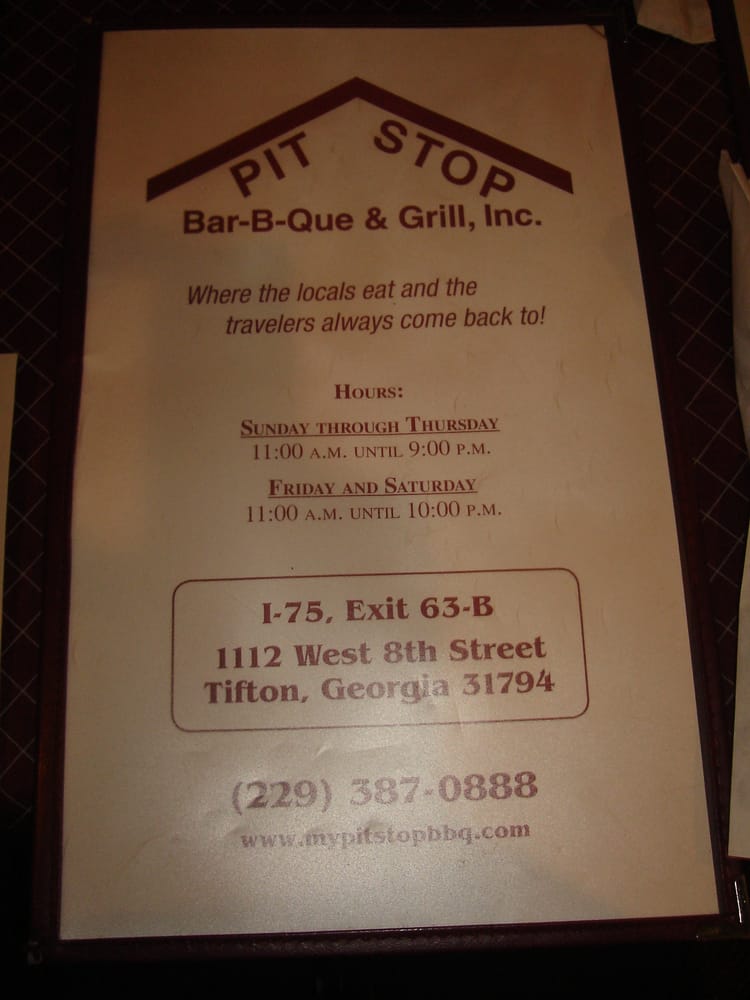 PIT STOP
Bar-B-Que & Grill, Inc.
Where the locals eat and the
travelers always come back to!
HOURS:
SUNDAY THROUGH THURSDAY
11:00 A.M. UNTIL 9:00 P.M.
FRIDAY AND SATURDAY
11:00 A.M. UNTIL 10:00 P.M.
I-75, Exit 63-B
1112 West 8th Street
Tifton, Georgia 31794
(229) 387-0888
www.mypitstopbbq.com